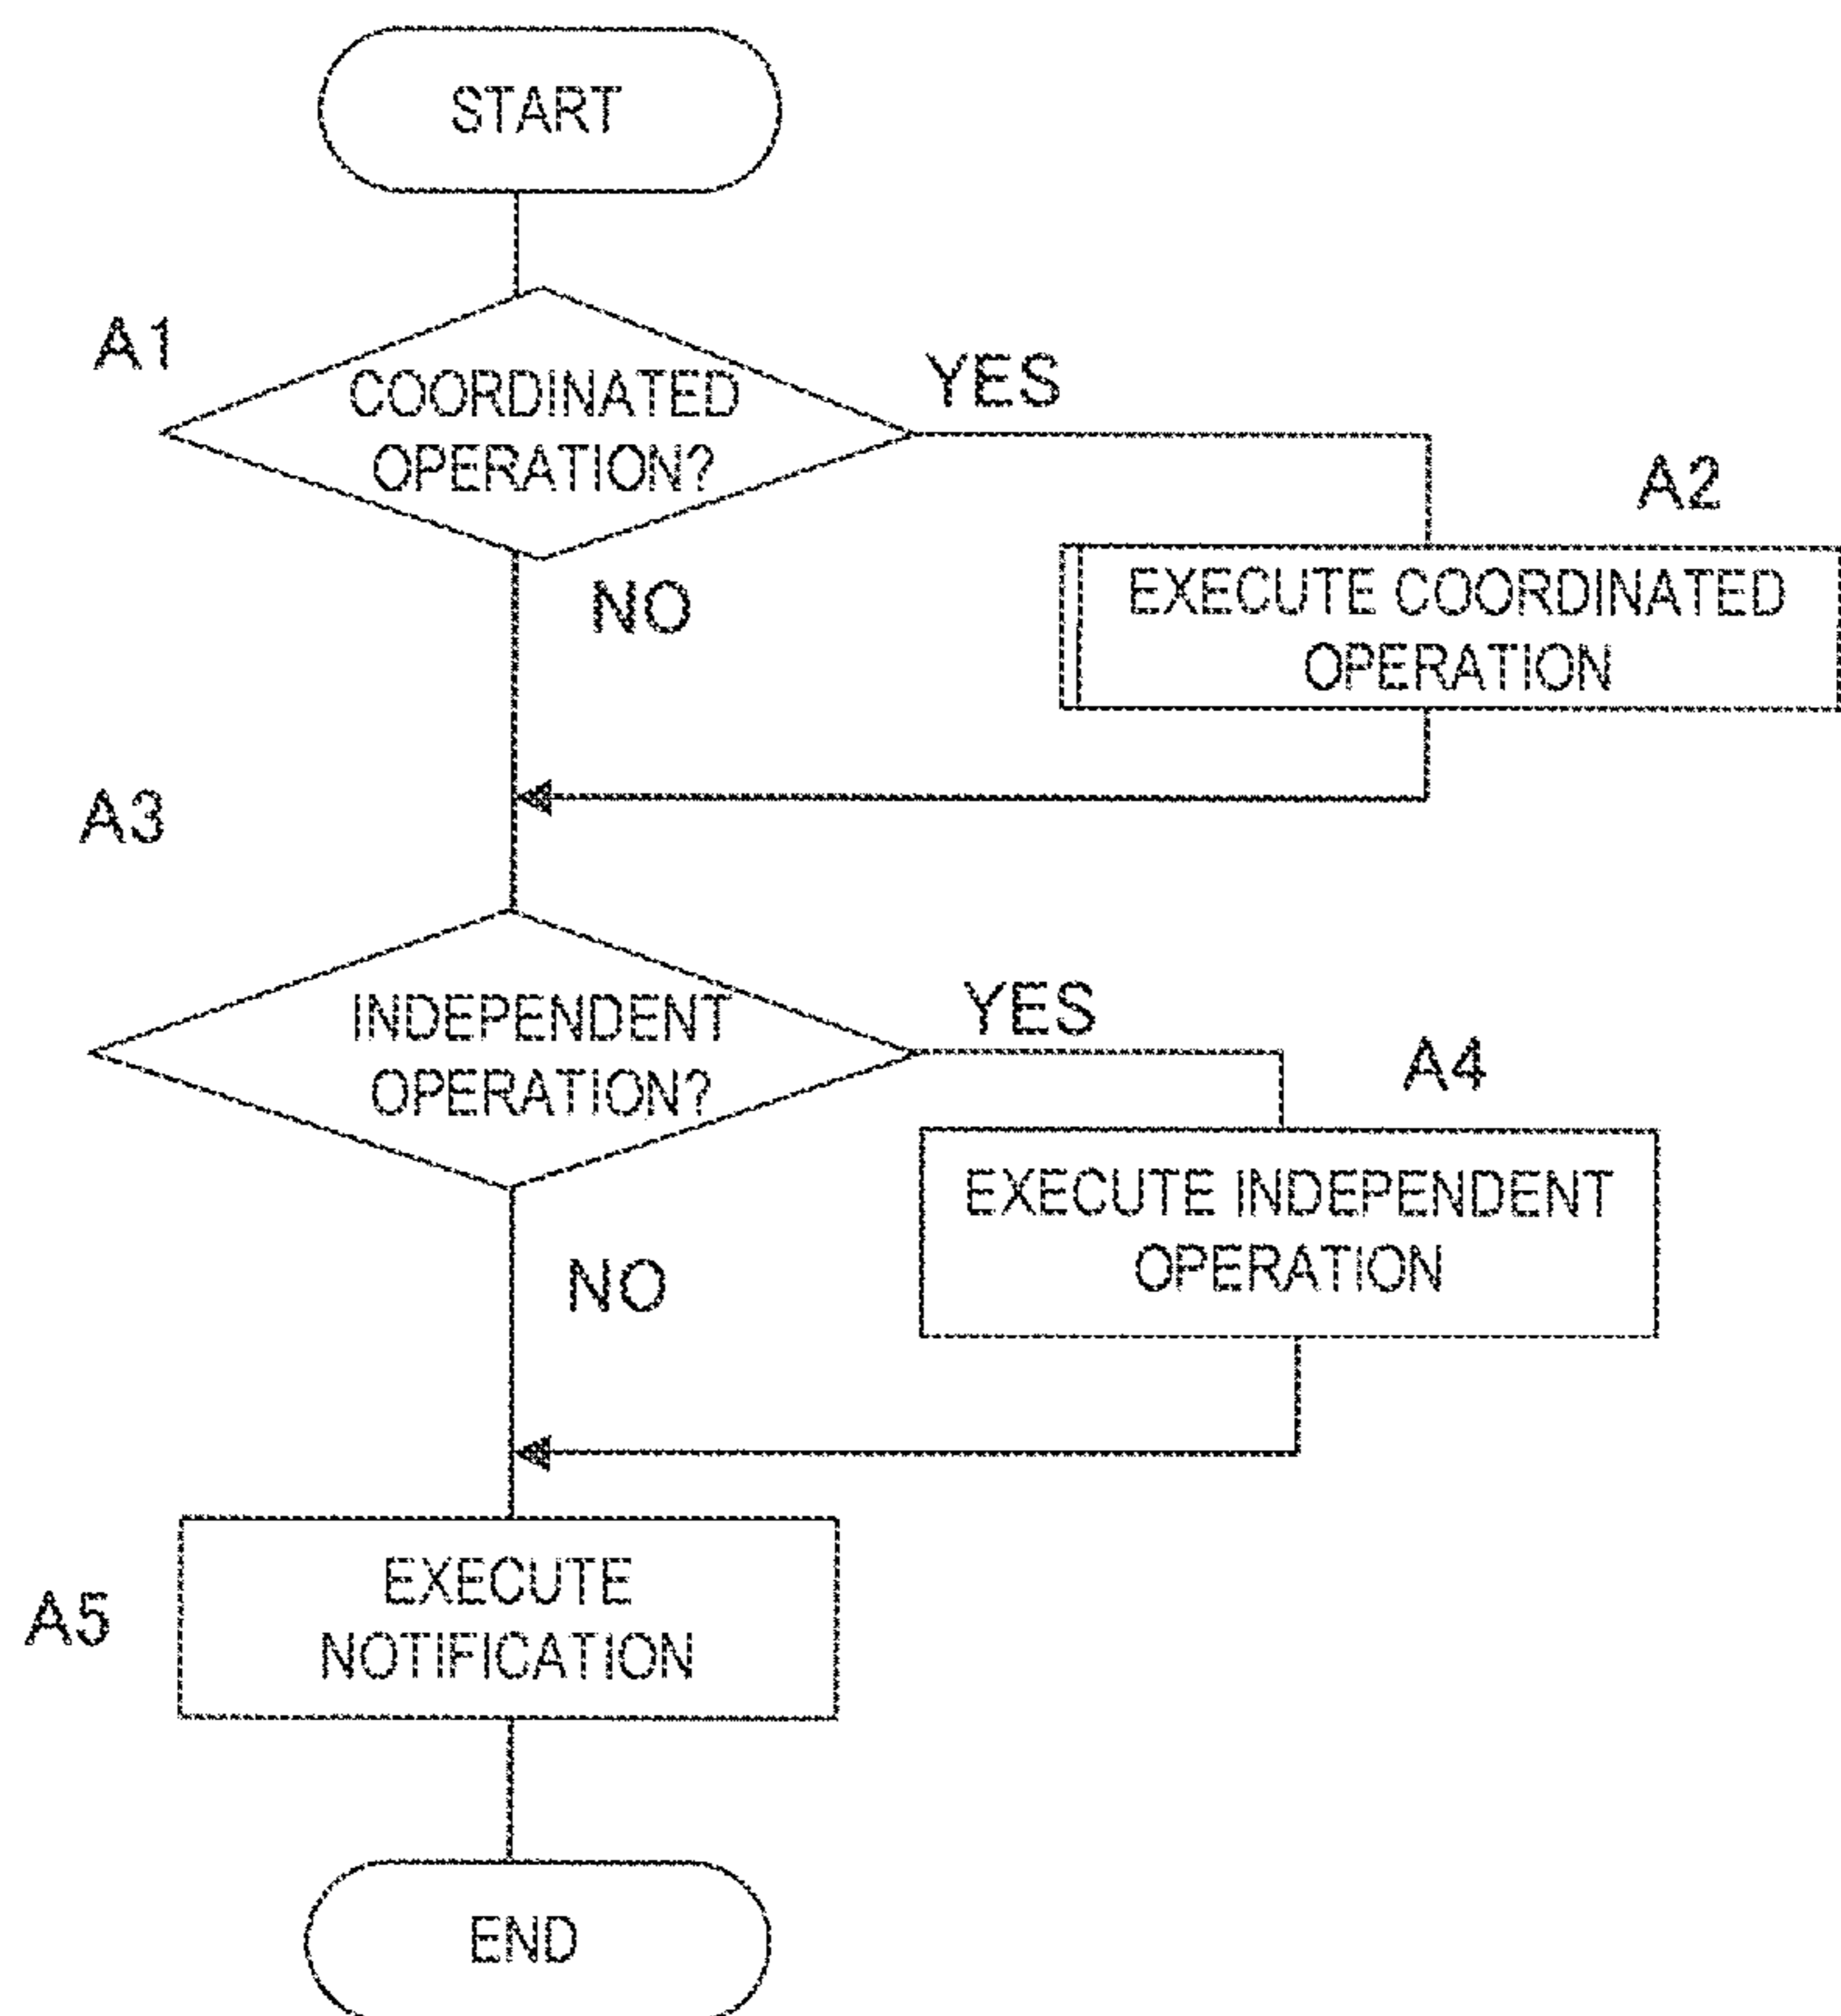 START
A1
COORDINATED
OPERATION?
YES
A2
EXECUTE COORDINATED
OPERATION
NO
A3
INDEPENDENT
OPERATION?
YES
A4
EXECUTE INDEPENDENT
OPERATION
NO
A5
EXECUTE
NOTIFICATION
END